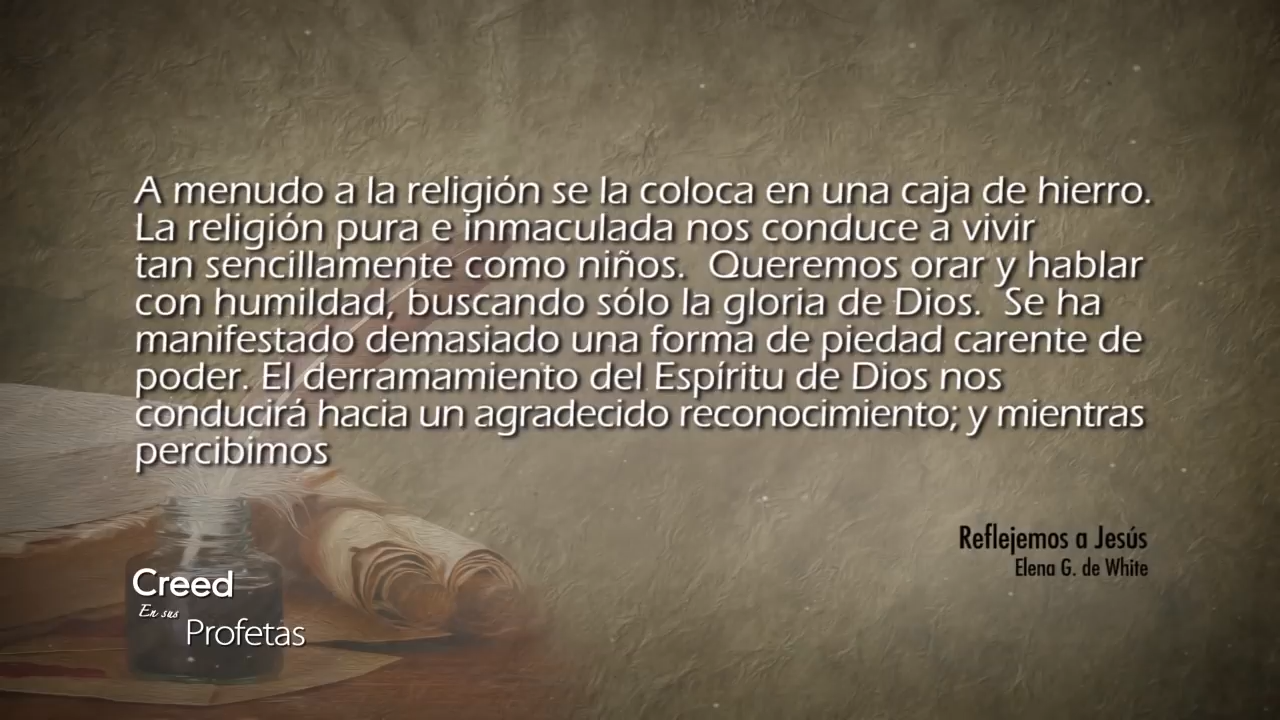 A menudo a la religión se la coloca en una caja de hierro.
La religión pura e inmaculada nos conduce a vivir
tan sencillamente como niños. Queremos orar y hablar
con humildad, buscando sólo la gloria de Dios. Se ha
manifestado demasiado una forma de piedad carente de
poder. El derramamiento del Espíritu de Dios nos
conducirá hacia un agradecido reconocimiento; y mientras
percibimos
Reflejemos a Jesús
Elena G. de White
Creed
En sus
Profetas